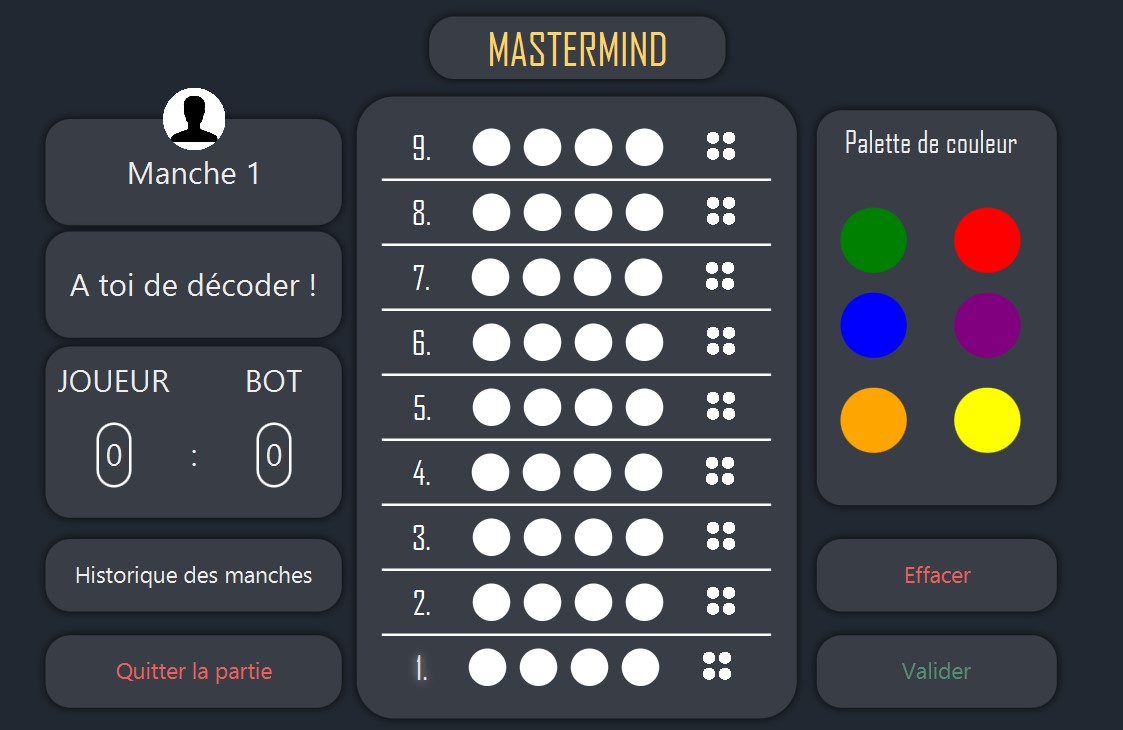 MASTERMIND
Manche 1
A toi de décoder !
JOUEUR BOT
0 : 0
Historique des manches
Quitter la partie
9.
8.
7.
6.
5.
4.
3.
2.
1.
Palette de couleur
Effacer
Valider